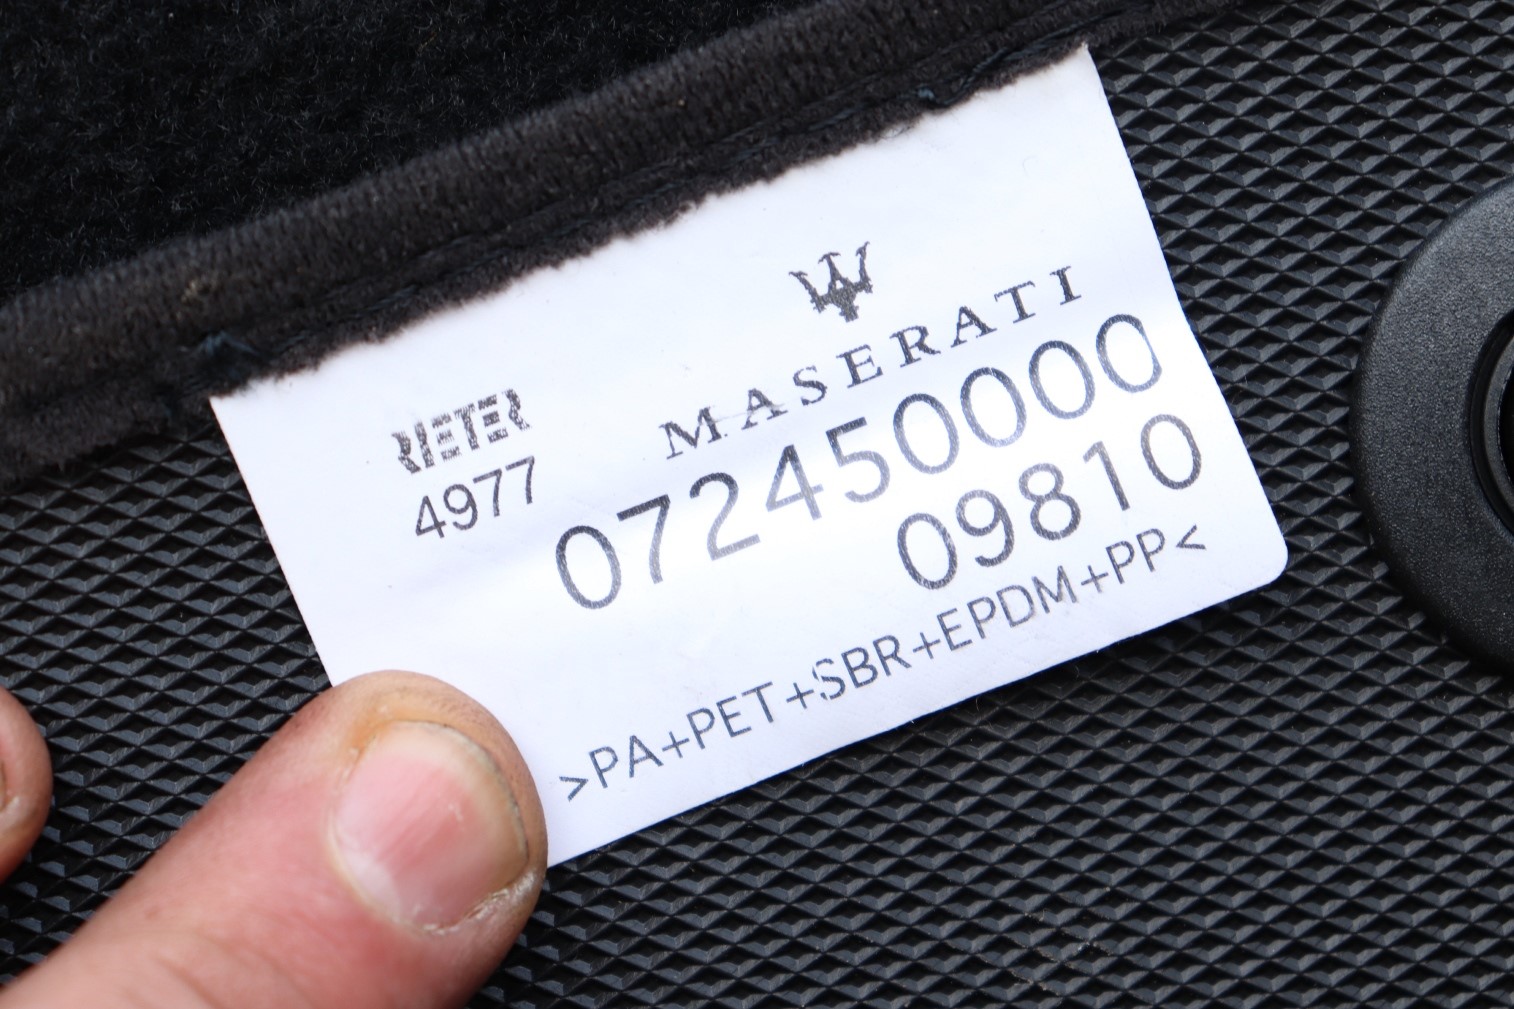 RIETER
4977
MASERATI
072450000
09810
>PA+PET+SBR+EPDM+PP<